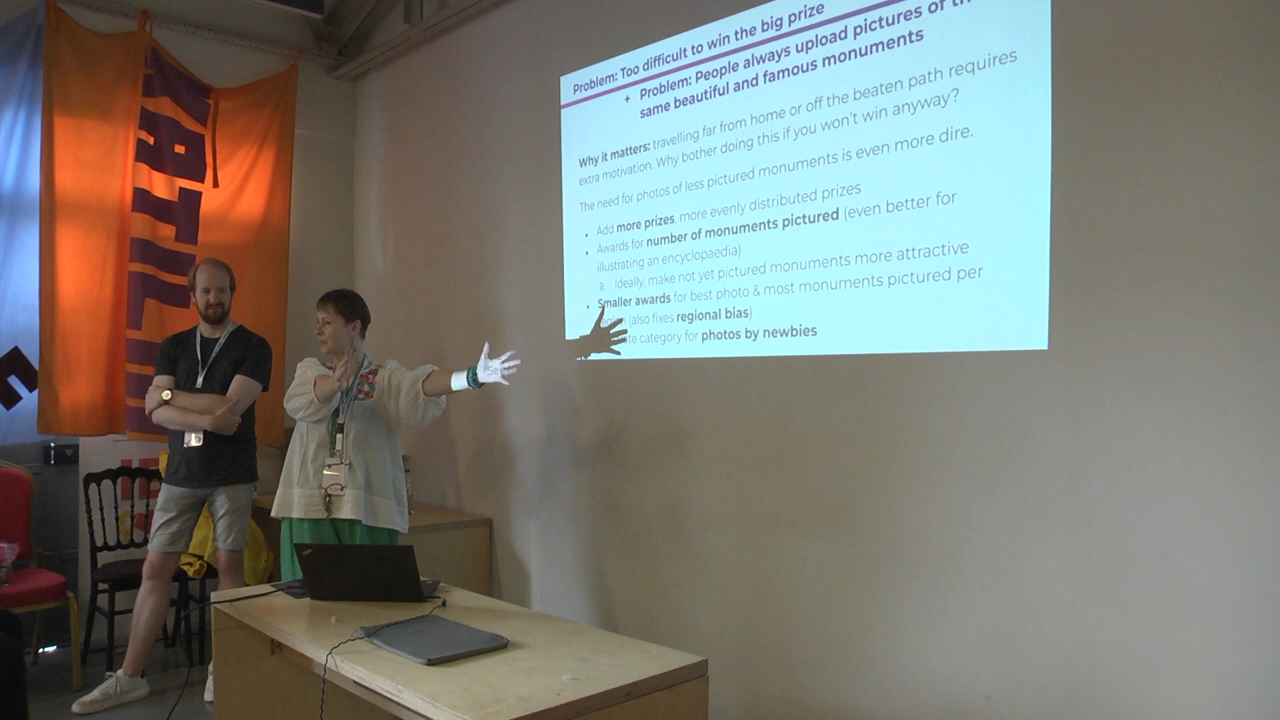 Problem: Too difficult to win the big prize
+ Problem: People always upload pictures of
same beautiful and famous monuments
Why it matters: travelling far from home or off the beaten path requires
extra motivation. Why bother doing this if you won't win anyway?
The need for photos of less pictured monuments is even more dire.
• Add more prizes, more evenly distributed prizes
• Awards for number of monuments pictured (even better for
illustrating an encyclopaedia)
a. Ideally, make not yet pictured monuments more attractive
• Smaller awards for best photo & most monuments pictured per
(also fixes regional bias)
category for photos by newbies